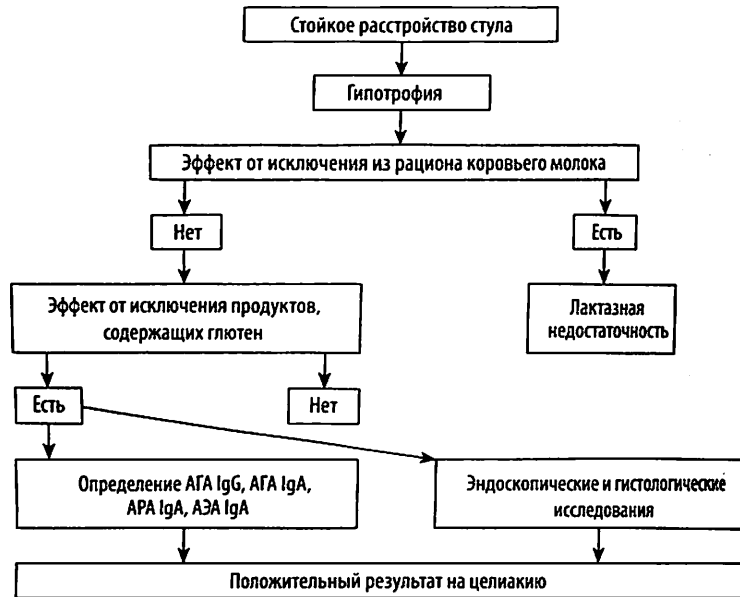 Стойкое расстройство стула
Гипотрофия
Эффект от исключения из рациона коровьего молока
Нет
Есть
Эффект от исключения продуктов,
содержащих глютен
Лактазная
недостаточность
Есть
Нет
Определение АГА IgG, АГА IgA,
АРА IgA, АЭА IgA
Эндоскопические и гистологические
исследования
Положительный результат на целиакию